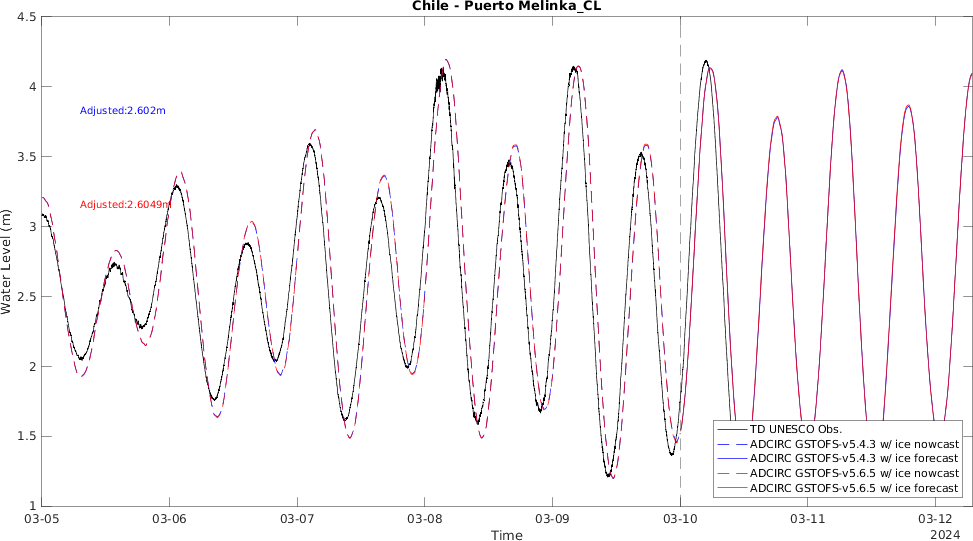 Chile - Puerto Melinka_CL
4.5
4
3.5
3
2.5
2
1.5
1
Water Level (m)
Adjusted:2.602m
Adjusted:2.6049m
TD UNESCO Obs.
ADCIRC GSTOFS-v5.4.3 w/ ice nowcast
ADCIRC GSTOFS-v5.4.3 w/ ice forecast
ADCIRC GSTOFS-v5.6.5 w/ ice nowcast
ADCIRC GSTOFS-v5.6.5 w/ ice forecast
03-05 03-06 03-07 03-08 03-09 03-10 03-11 03-12
Time
2024